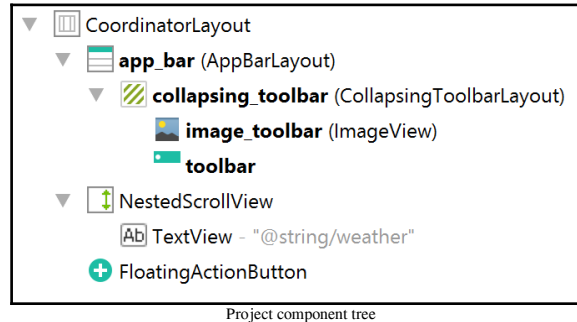 CoordinatorLayout
app_bar (AppBarLayout)
collapsing_toolbar (CollapsingToolbarLayout)
image_toolbar (ImageView)
toolbar
NestedScrollView
Ab TextView - "@string/weather"
FloatingActionButton
Project component tree